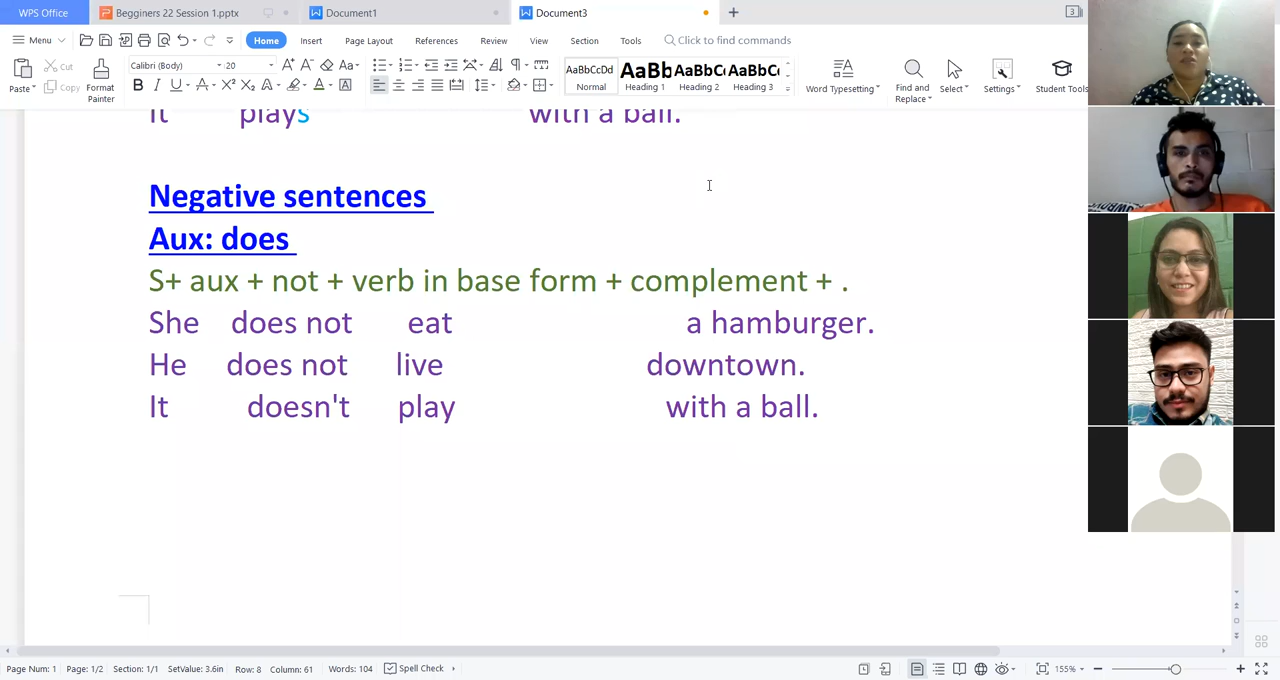 WPS Office Begginers 22 Session 1.pptx Document1 Document3 + 3
Menu Home Insert Page Layout References Review View Section Tools Click to find commands
Paste Cut Copy Format Painter Calibri (Body) 20 AaBbCcDd Normal AaBb Heading 1 AaBbC Heading 2 AaBbC Heading 3 Word Typesetting Find and Replace Select Settings Student Tools
It plays with a ball.
Negative sentences
Aux: does
S+ aux + not + verb in base form + complement + .
She does not eat a hamburger.
He does not live downtown.
It doesn't play with a ball.
Page Num: 1 Page: 1/2 Section: 1/1 SetValue: 3.6in Row: 8 Column: 61 Words: 104 Spell Check 155%